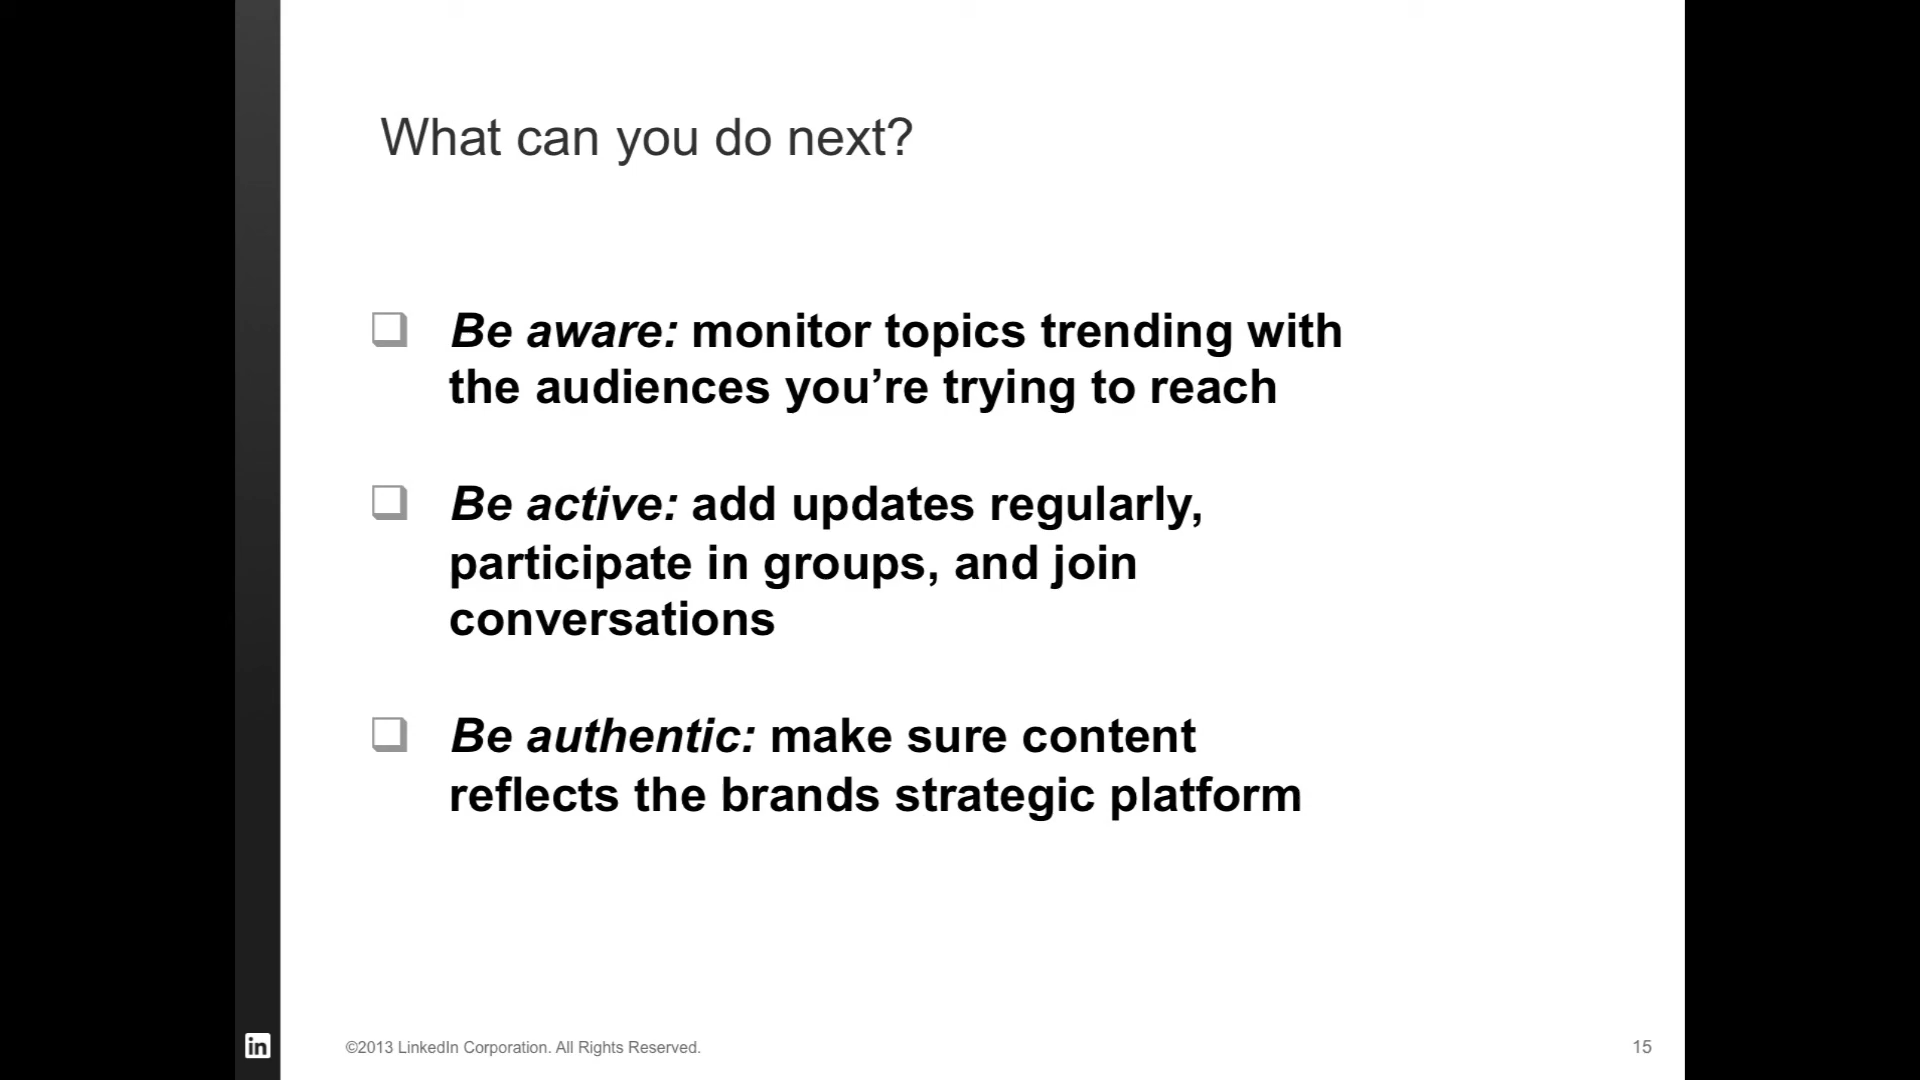 What can you do next?
Be aware: monitor topics trending with
the audiences you’re trying to reach
Be active: add updates regularly,
participate in groups, and join
conversations
Be authentic: make sure content
reflects the brands strategic platform
in
©2013 LinkedIn Corporation. All Rights Reserved.
15